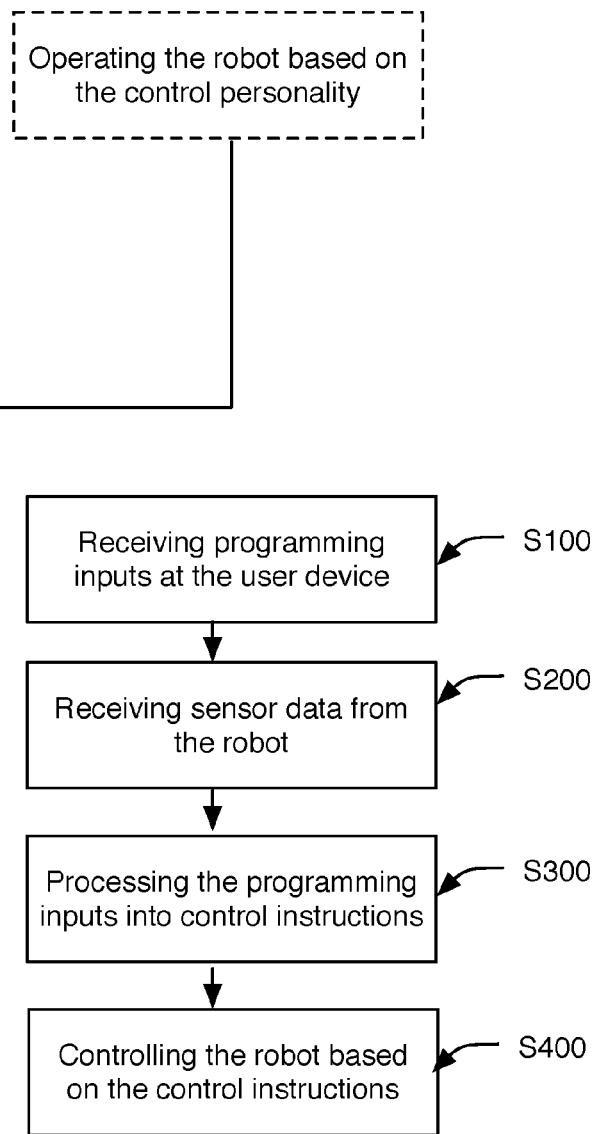 Operating the robot based on
the control personality
Receiving programming
inputs at the user device
S100
Receiving sensor data from
the robot
S200
Processing the programming
inputs into control instructions
S300
Controlling the robot based
on the control instructions
S400